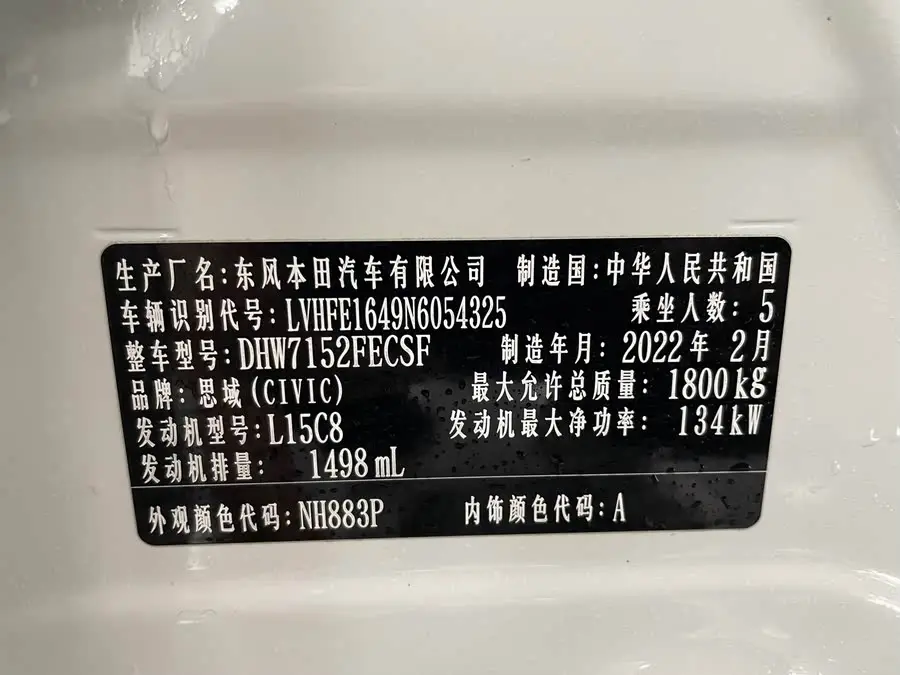 生产厂名:东风本田汽车有限公司 制造国:中华人民共和国
车辆识别代号:LVHFE1649N6054325 乘坐人数: 5
整车型号:DHW7152FECSF 制造年月:2022年 2月
品牌:思域(CIVIC) 最大允许总质量: 1800kg
发动机型号:L15C8 发动机最大净功率: 134kW
发动机排量: 1498mL
外观颜色代码:NH883P 内饰颜色代码:A